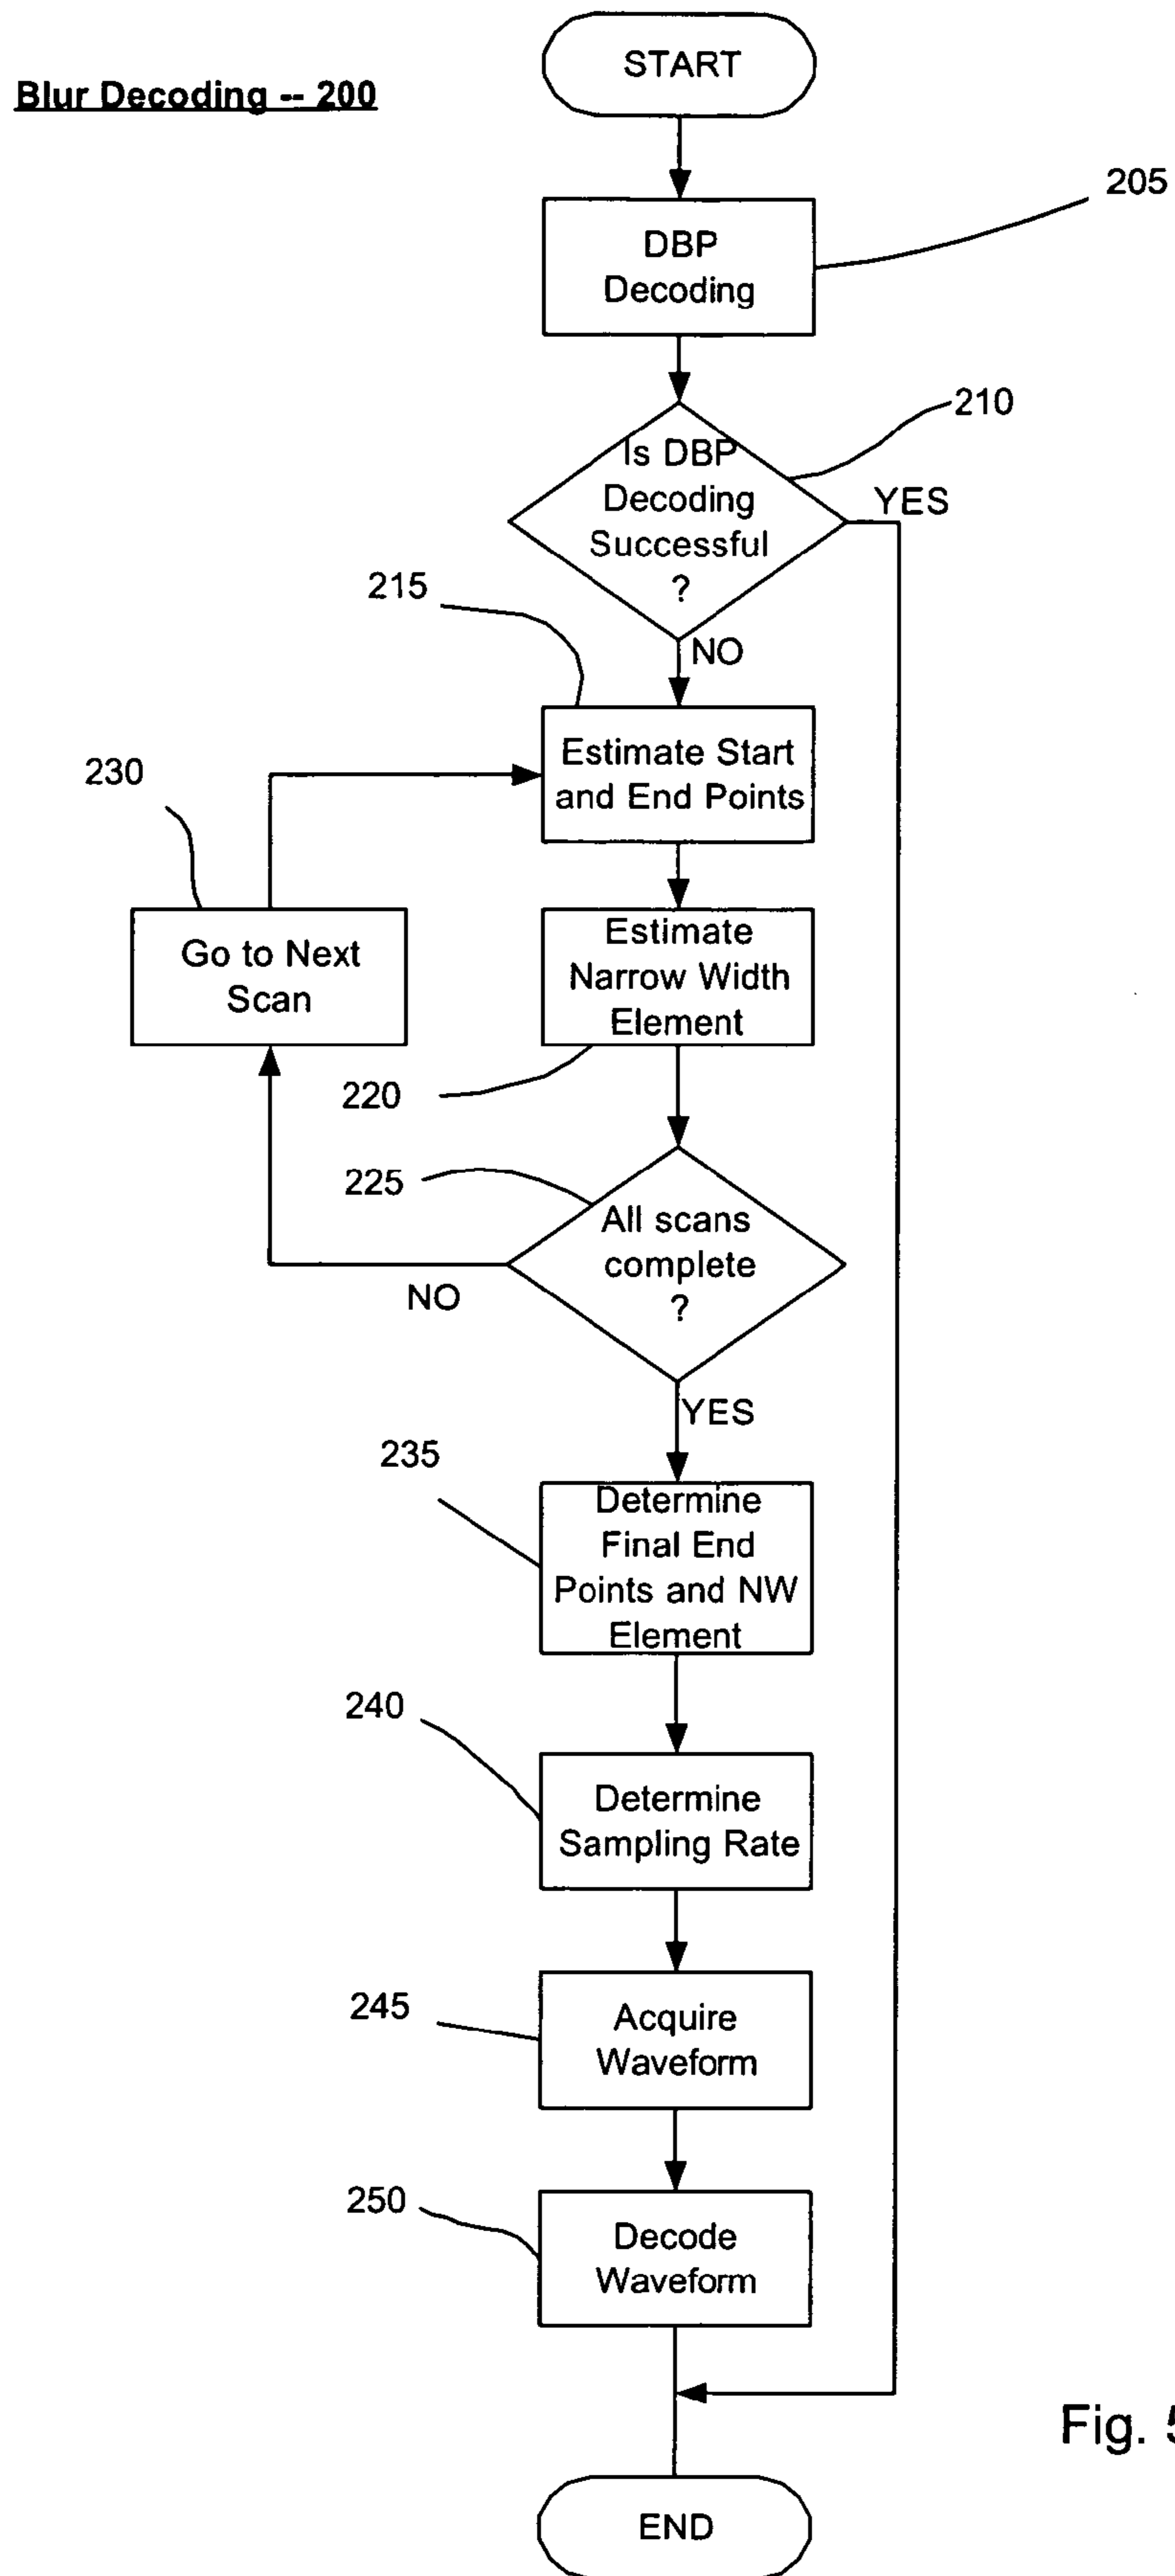 START
Blur Decoding -- 200
205
DBP
Decoding
210
Is DBP
Decoding
Successful
?
YES
215
NO
Estimate Start
and End Points
230
Go to Next
Scan
Estimate
Narrow Width
Element
220
225
All scans
complete
?
NO
YES
235
Determine
Final End
Points and NW
Element
240
Determine
Sampling Rate
245
Acquire
Waveform
250
Decode
Waveform
Fig. 5
END